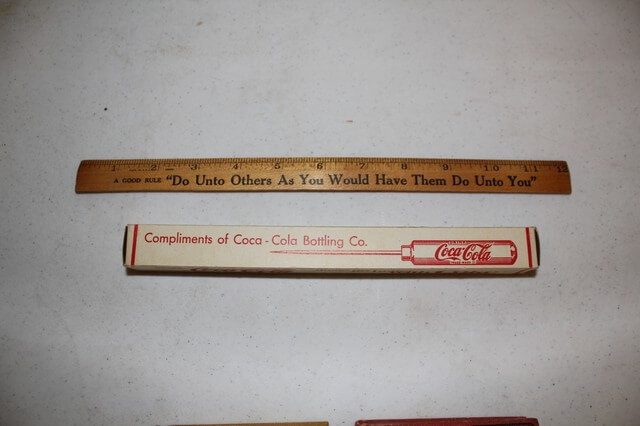 1 2 3 4 5 6 7 8 9 10 11 12
A GOOD RULE "Do Unto Others As You Would Have Them Do Unto You"
Compliments of Coca-Cola Bottling Co.
DRINK
Coca-Cola